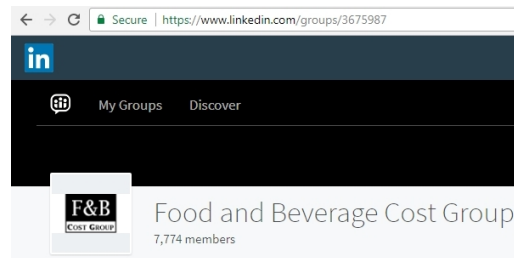 Secure | https://www.linkedin.com/groups/3675987
in
My Groups Discover
F&B
COST GROUP
Food and Beverage Cost Group
7,774 members